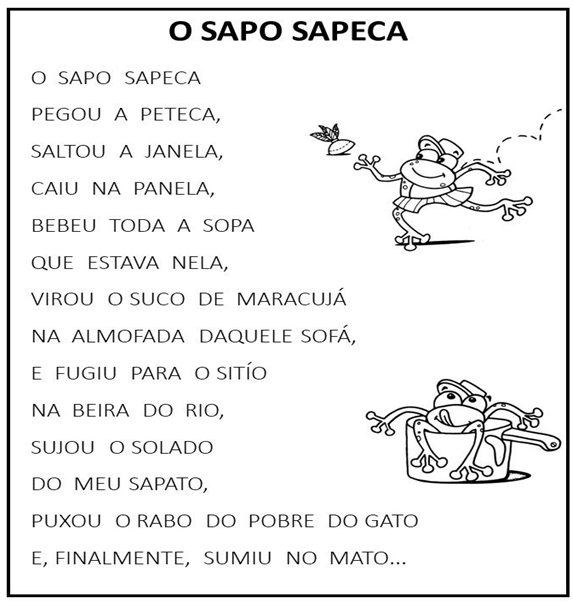 O SAPO SAPECA
O SAPO SAPECA
PEGOU A PETECA,
SALTOU A JANELA,
CAIU NA PANELA,
BEBEU TODA A SOPA
QUE ESTAVA NELA,
VIROU O SUCO DE MARACUJÁ
NA ALMOFADA DAQUELE SOFÁ,
E FUGIU PARA O SITÍO
NA BEIRA DO RIO,
SUJOU O SOLADO
DO MEU SAPATO,
PUXOU O RABO DO POBRE DO GATO
E, FINALMENTE, SUMIU NO MATO...